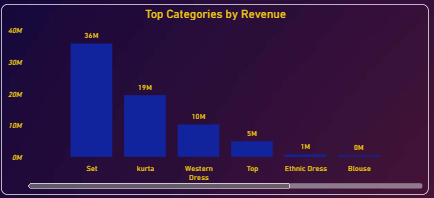 Top Categories by Revenue
40M
30M
20M
10M
0M
36M
19M
10M
5M
1M
0M
Set
kurta
Western
Dress
Top
Ethnic Dress
Blouse